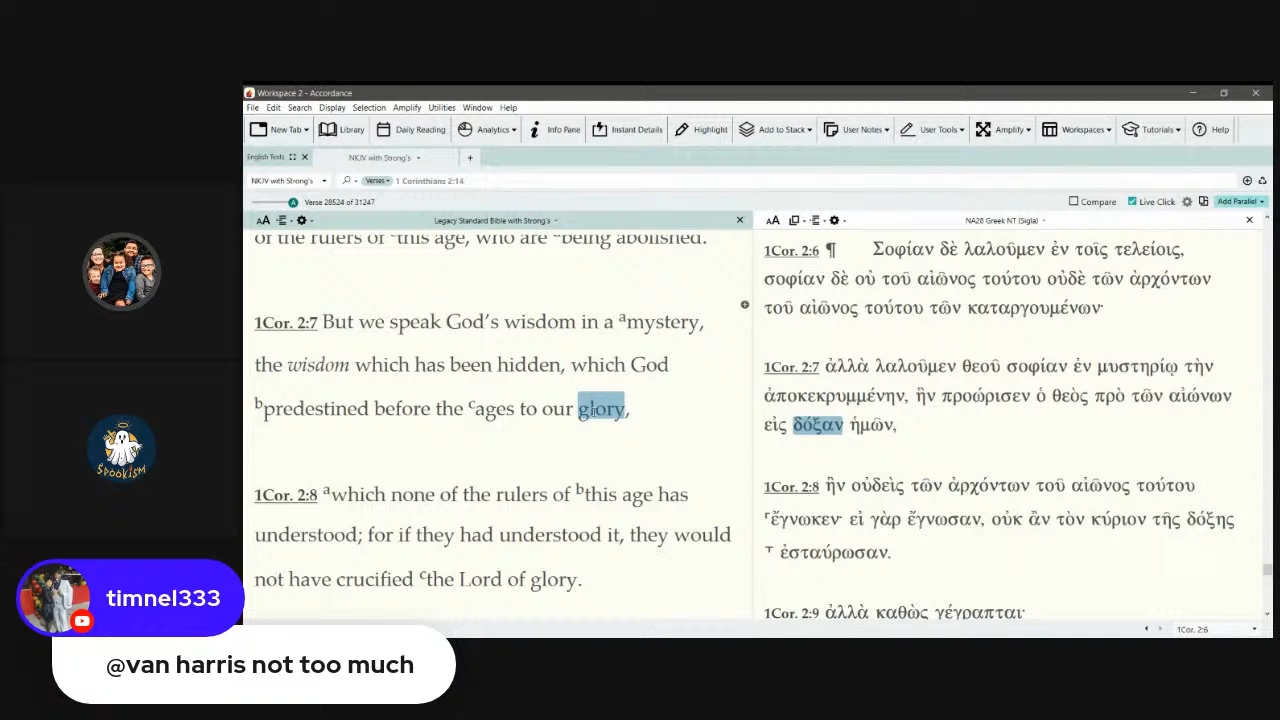 Workspace 2 - Accordance
File Edit Search Display Selection Amplify Utilities Window Help
New Tab Library Daily Reading Analytics Info Pane Instant Details Highlight Add to Stack User Notes User Tools Amplify Workspaces Tutorials Help
English Texts NKJV with Strong's +
NKJV with Strong's Verses 1 Corinthians 2:14
A Verse 28524 of 31247 Compare Live Click Add Parallel
AA Legacy Standard Bible with Strong's
of the rulers of this age, who are being abolished.
1Cor. 2:7 But we speak God's wisdom in a ᵃmystery,
the wisdom which has been hidden, which God
ᵇpredestined before the ᶜages to our glory,
1Cor. 2:8 ᵃwhich none of the rulers of ᵇthis age has
understood; for if they had understood it, they would
not have crucified ᶜthe Lord of glory.
AA NA28 Greek NT (Sigla)
1Cor. 2:6 ¶ Σοφίαν δὲ λαλοῦμεν ἐν τοῖς τελείοις,
σοφίαν δὲ οὐ τοῦ αἰῶνος τούτου οὐδὲ τῶν ἀρχόντων
τοῦ αἰῶνος τούτου τῶν καταργουμένων·
1Cor. 2:7 ἀλλὰ λαλοῦμεν θεοῦ σοφίαν ἐν μυστηρίῳ τὴν
ἀποκεκρυμμένην, ἣν προώρισεν ὁ θεὸς πρὸ τῶν αἰώνων
εἰς δόξαν ἡμῶν,
1Cor. 2:8 ἣν οὐδεὶς τῶν ἀρχόντων τοῦ αἰῶνος τούτου
⸀ἔγνωκεν· εἰ γὰρ ἔγνωσαν, οὐκ ἂν τὸν κύριον τῆς δόξης
⸆ ἐσταύρωσαν.
1Cor. 2:9 ἀλλὰ καθὼς γέγραπται·
1Cor. 2:6
SPOOKISM
timnel333
@van harris not too much